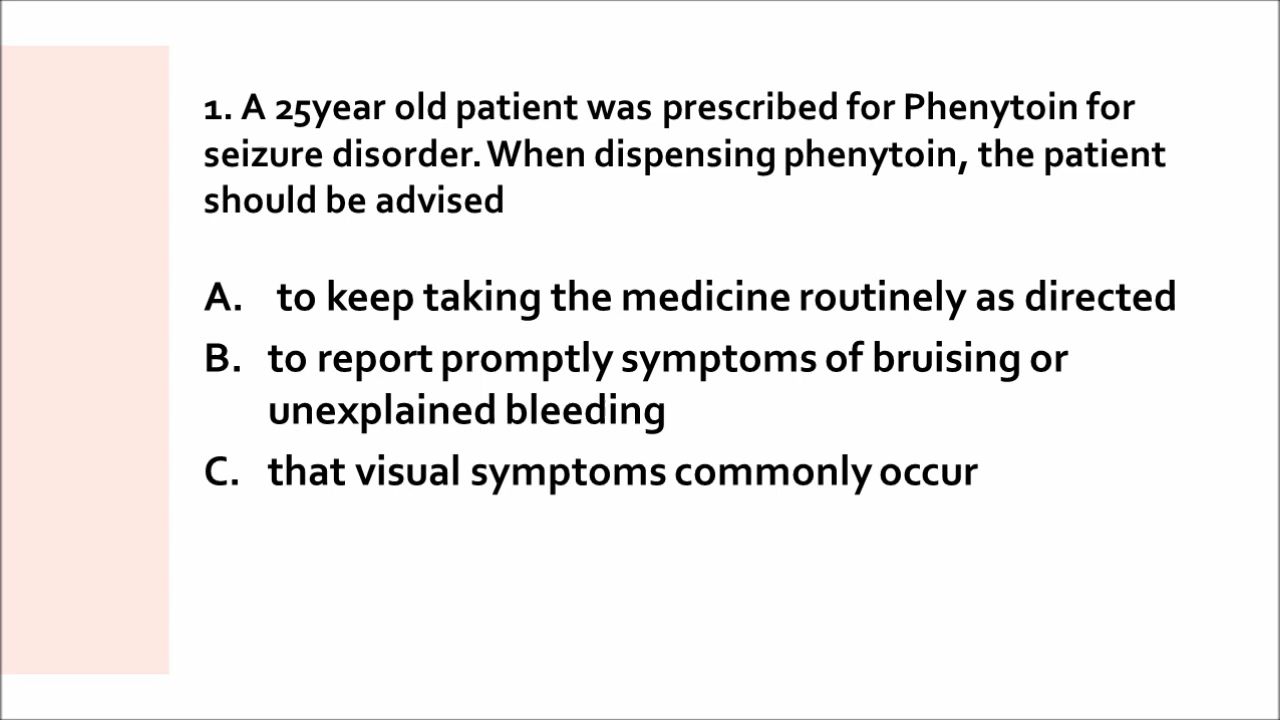 1. A 25year old patient was prescribed for Phenytoin for
seizure disorder. When dispensing phenytoin, the patient
should be advised
A. to keep taking the medicine routinely as directed
B. to report promptly symptoms of bruising or
unexplained bleeding
C. that visual symptoms commonly occur